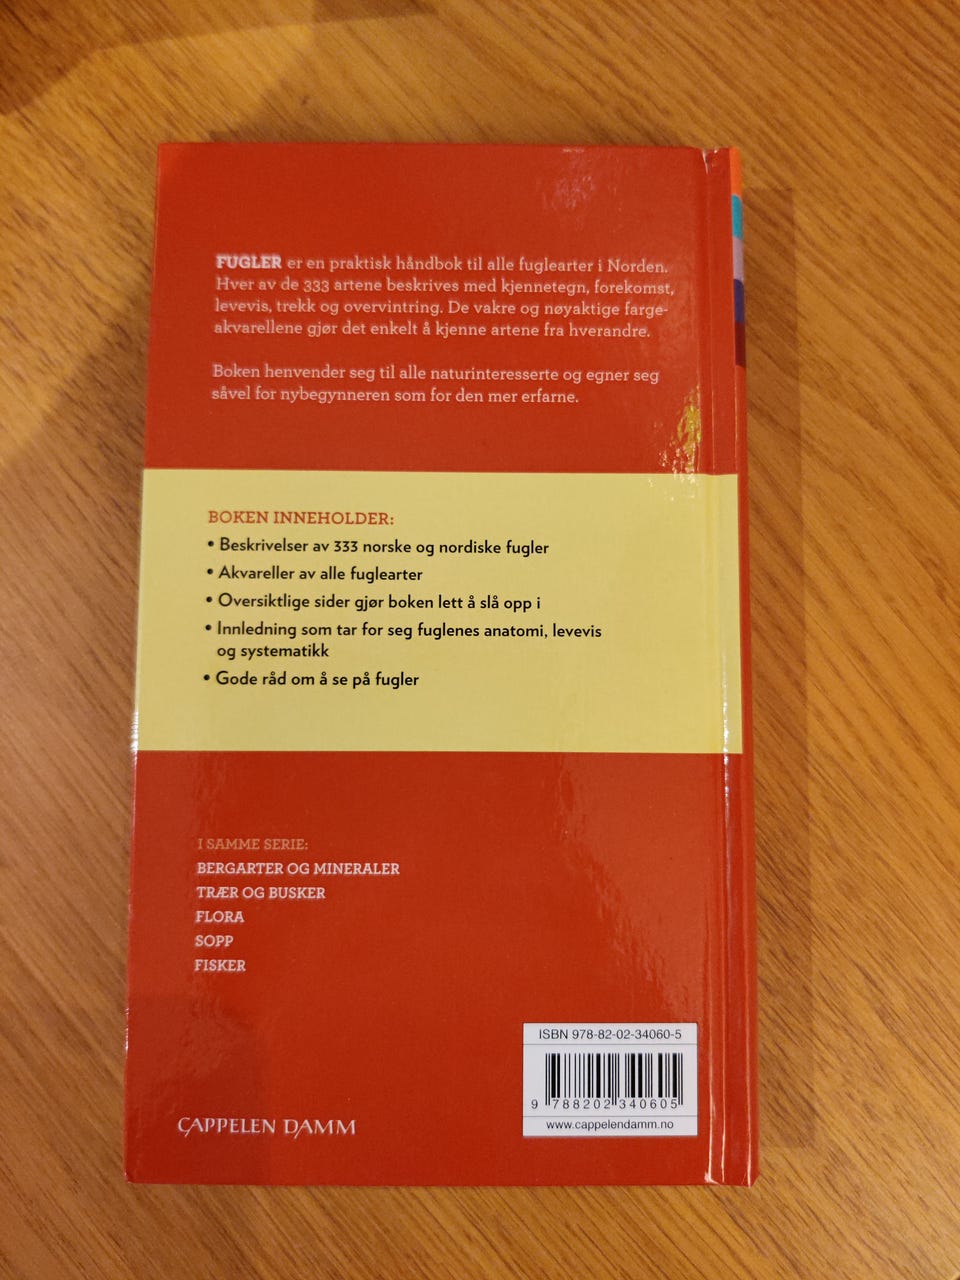 FUGLER er en praktisk håndbok til alle fuglearter i Norden.
Hver av de 333 artene beskrives med kjennetegn, forekomst,
levevis, trekk og overvintring. De vakre og nøyaktige farge-
akvarellene gjør det enkelt å kjenne artene fra hverandre.
Boken henvender seg til alle naturinteresserte og egner seg
såvel for nybegynneren som for den mer erfarne.
BOKEN INNEHOLDER:
• Beskrivelser av 333 norske og nordiske fugler
• Akvareller av alle fuglearter
• Oversiktlige sider gjør boken lett å slå opp i
• Innledning som tar for seg fuglenes anatomi, levevis
og systematikk
• Gode råd om å se på fugler
I SAMME SERIE:
BERGARTER OG MINERALER
TRÆR OG BUSKER
FLORA
SOPP
FISKER
CAPPELEN DAMM
ISBN 978-82-02-34060-5
9 788202 340605
www.cappelendamm.no